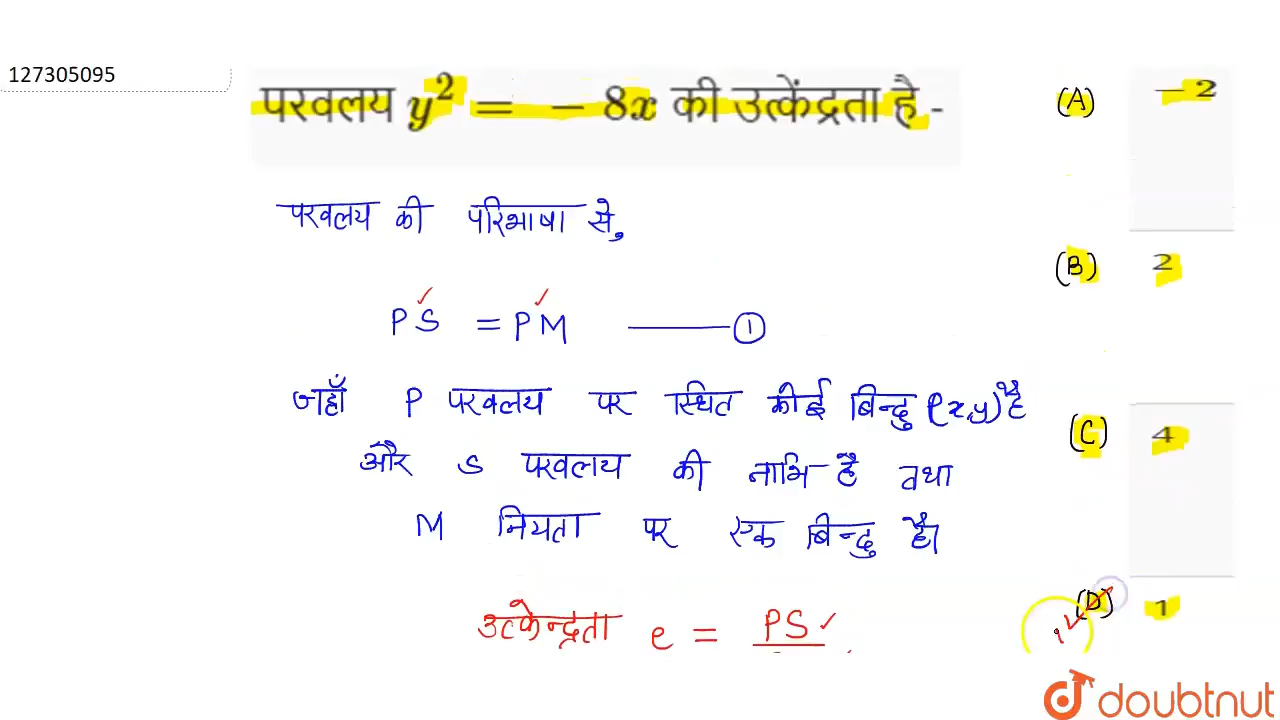 127305095
परवलय y² = − 8x की उत्केंद्रता है -
(A) − 2
परवलय की परिभाषा से,
(B) 2
PS = PM ——— ①
जहाँ P परवलय पर स्थित कोई बिन्दु P(x,y) है
(C) 4
और S परवलय की नाभि है तथा
M नियता पर एक बिन्दु है।
(D) 1
उत्केन्द्रता e = PS
doubtnut